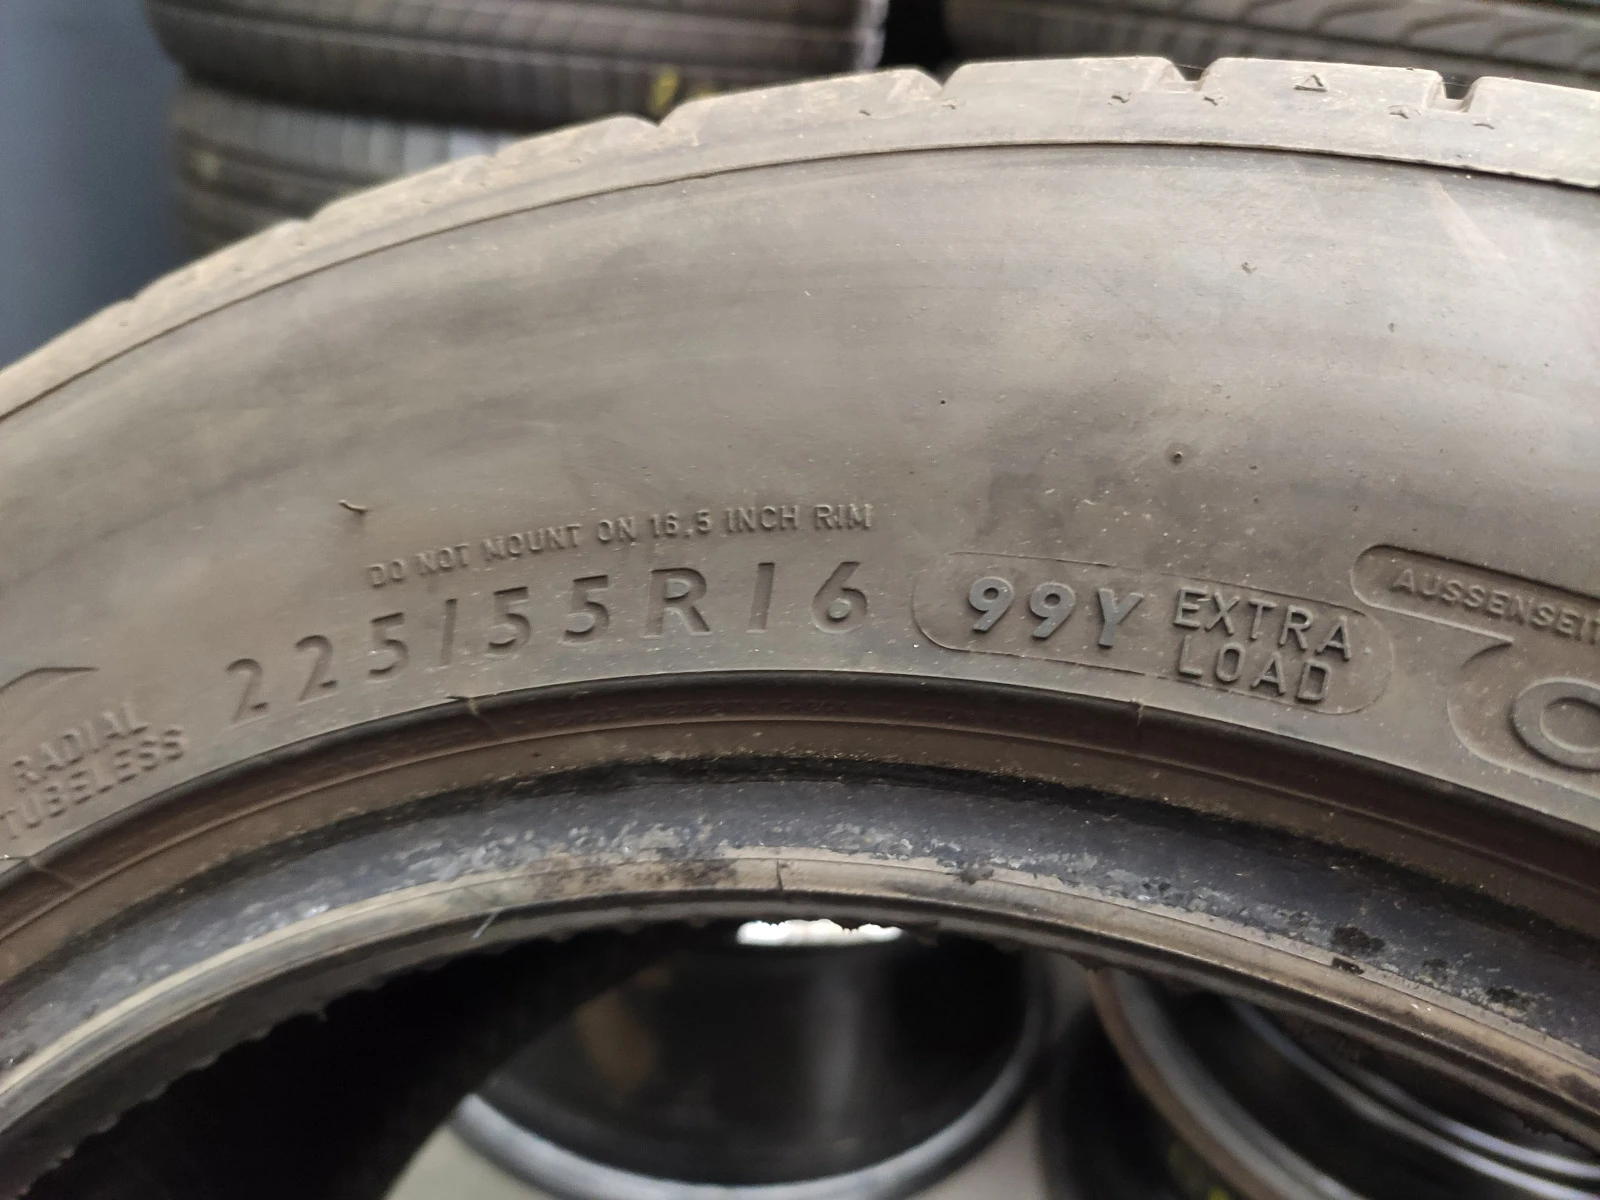 DO NOT MOUNT ON 16,5 INCH RIM
225/55R16
99Y EXTRA
LOAD
RADIAL
TUBELESS
AUSSENSEIT